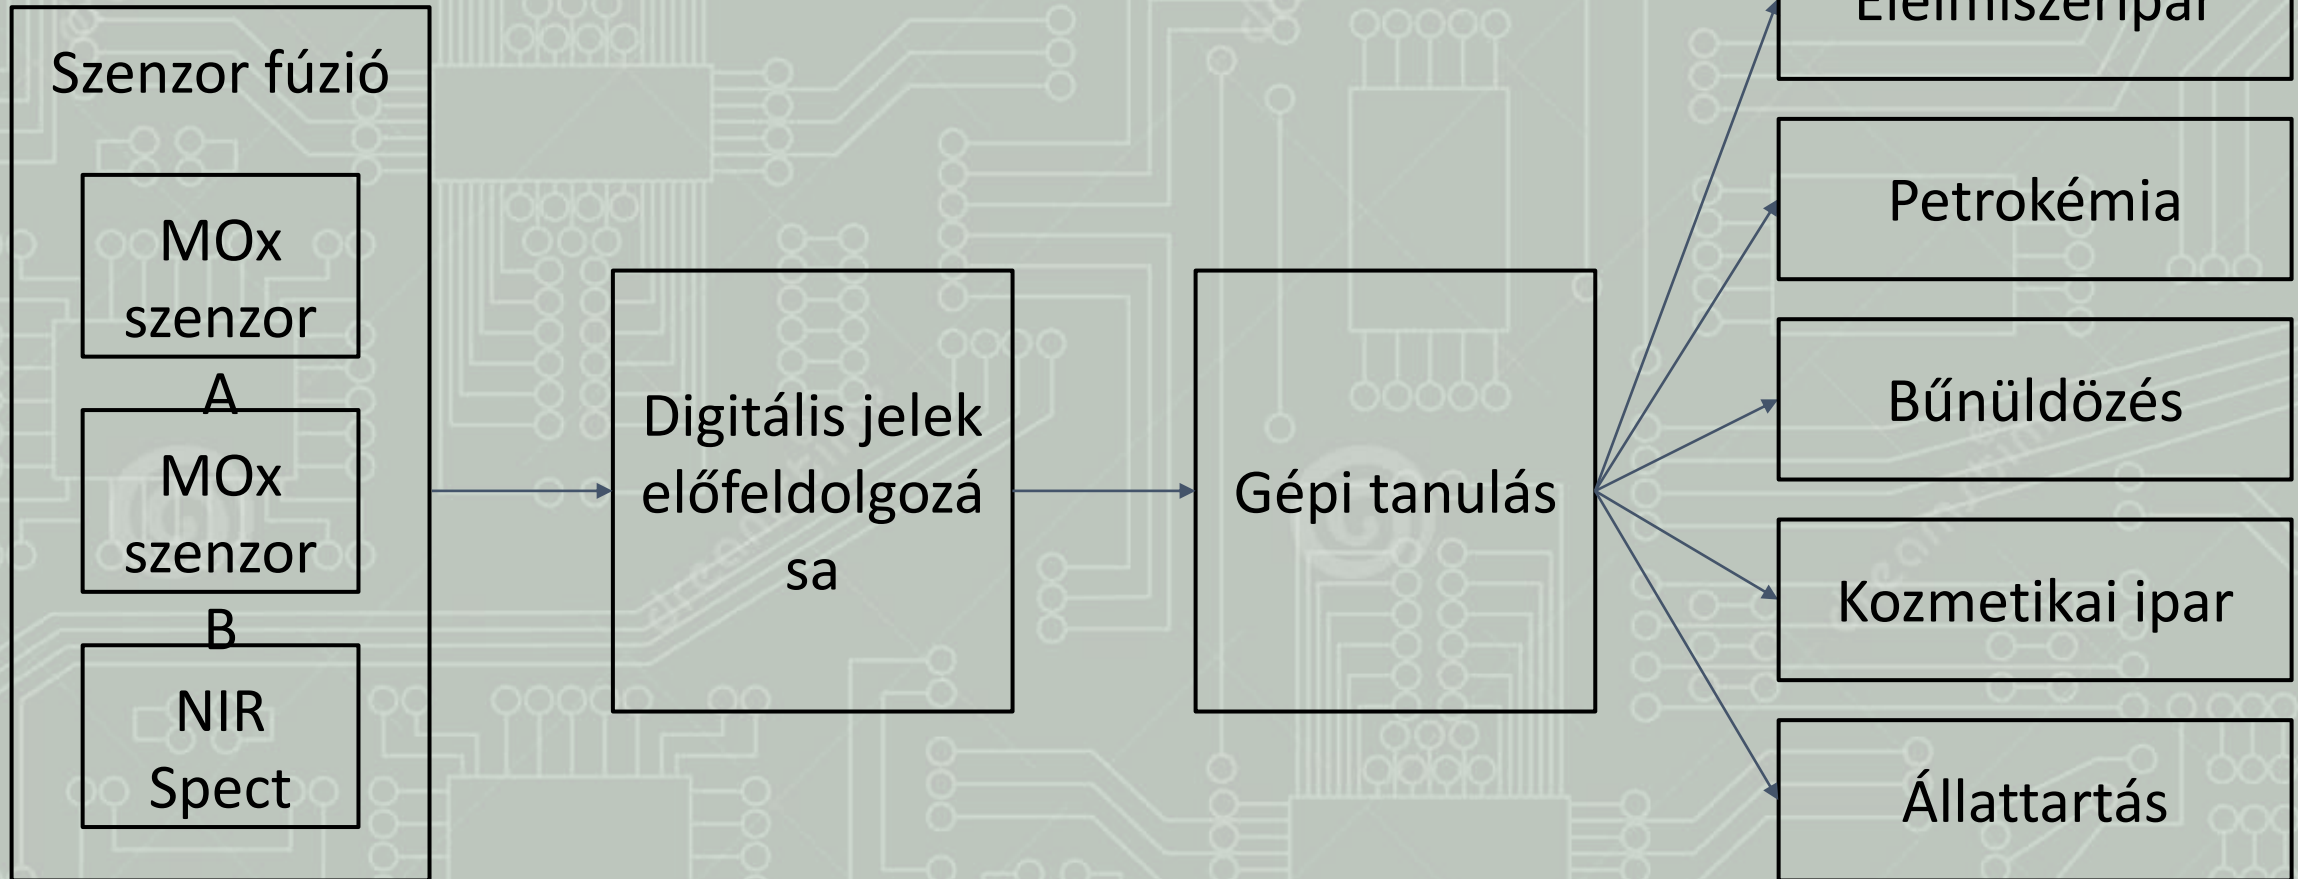 Szenzor fúzió
MOx
szenzor
A
MOx
szenzor
B
NIR
Spect
Digitális jelek
előfeldolgozá
sa
Gépi tanulás
Élelmiszeripar
Petrokémia
Bűnüldözés
Kozmetikai ipar
Állattartás